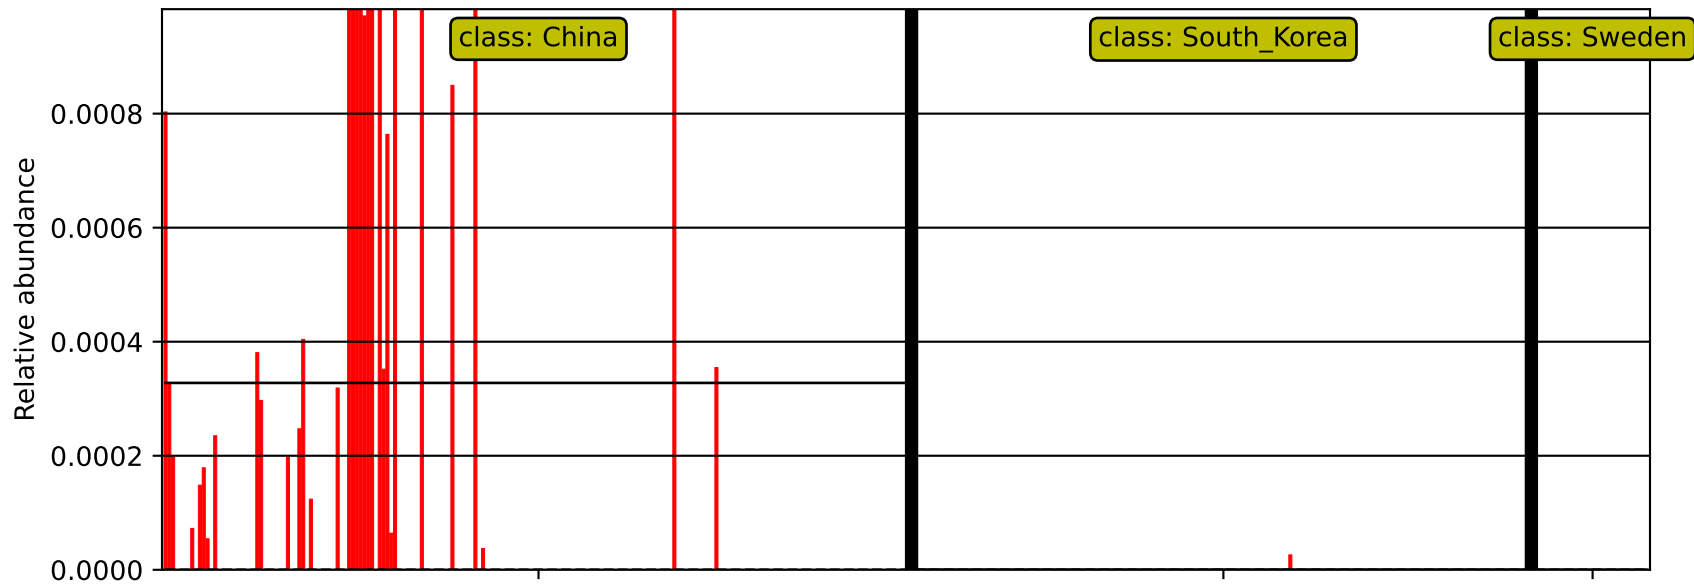 class: China
class: South_Korea
class: Sweden
0.0008
0.0006
0.0004
0.0002
0.0000
Relative abundance